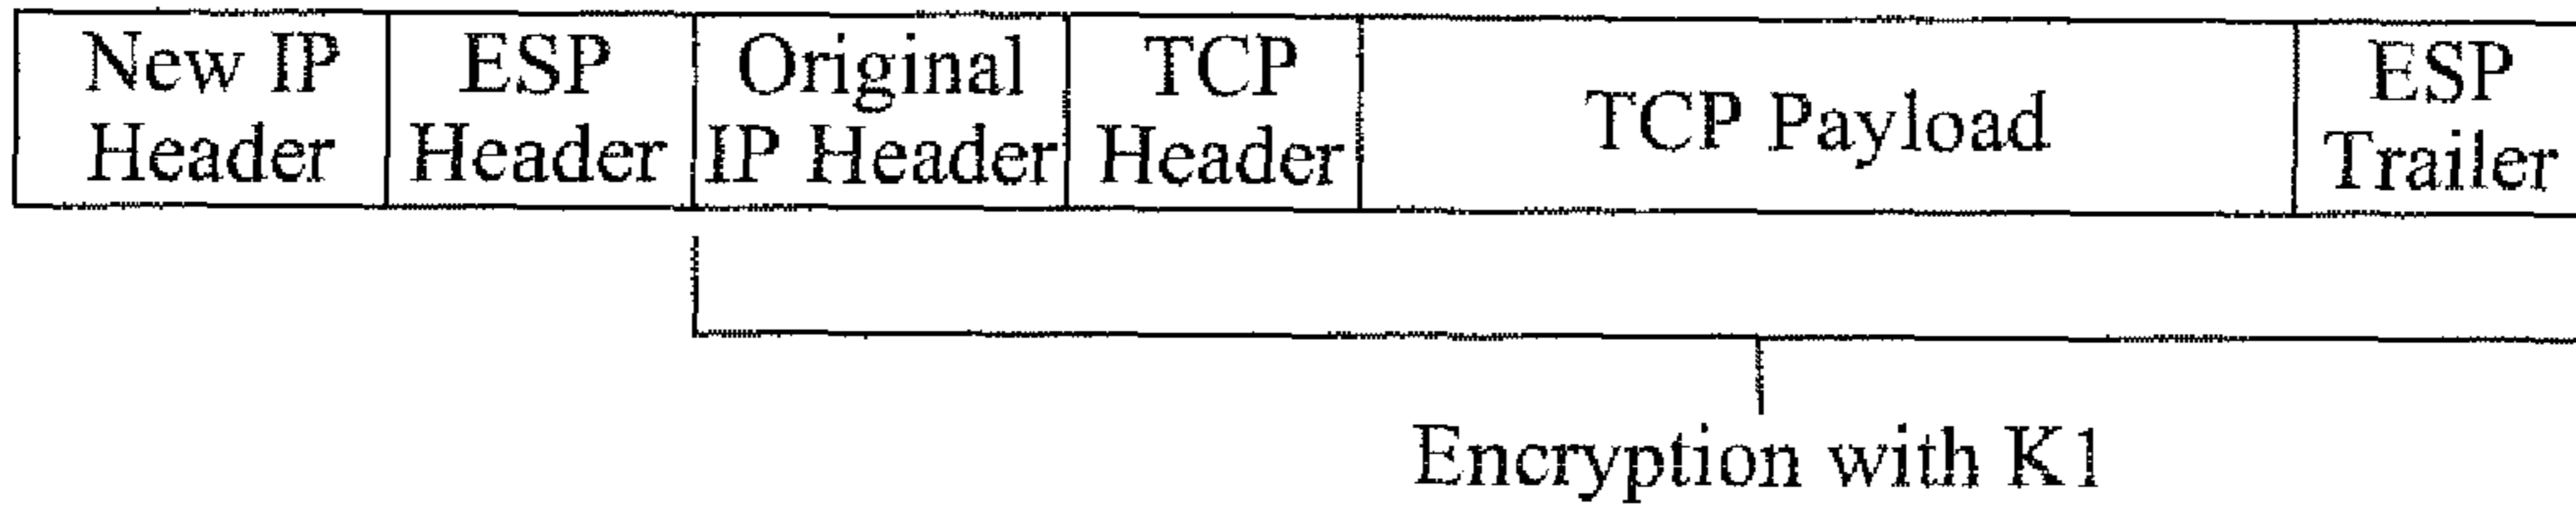 New IP
Header
ESP
Header
Original
IP Header
TCP
Header
TCP Payload
ESP
Trailer
Encryption with K1